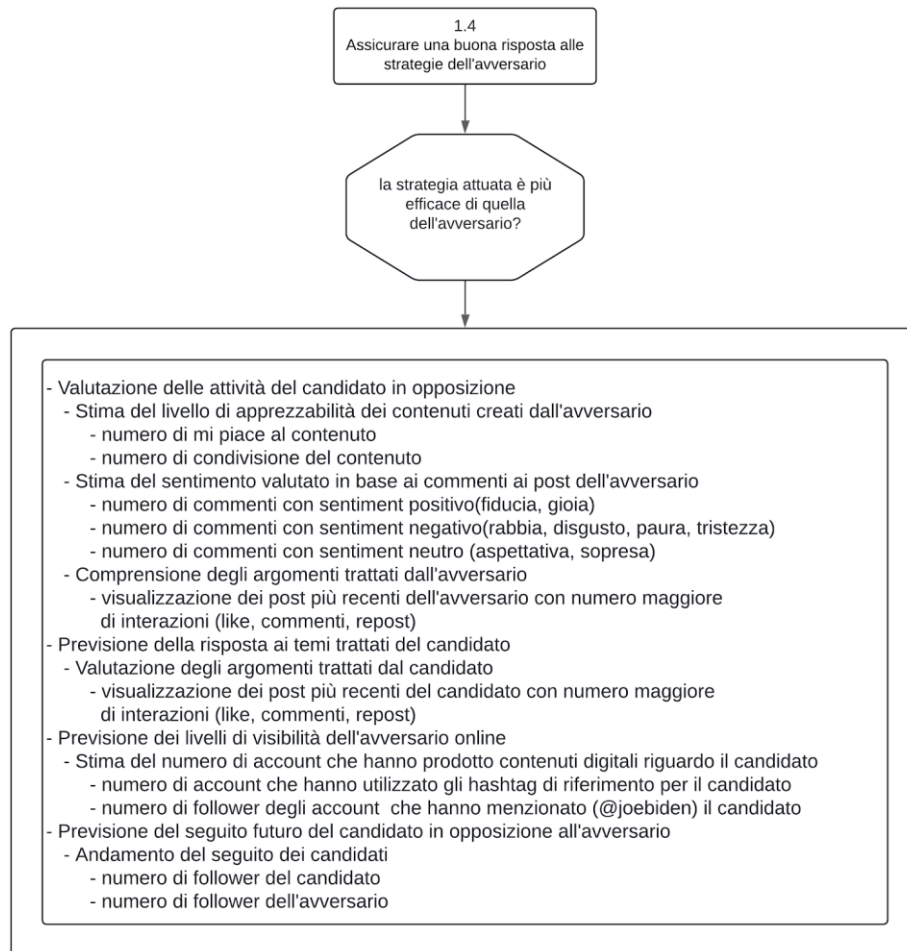 1.4
Assicurare una buona risposta alle
strategie dell'avversario
la strategia attuata è più
efficace di quella
dell'avversario?
- Valutazione delle attività del candidato in opposizione
- Stima del livello di apprezzabilità dei contenuti creati dall'avversario
- numero di mi piace al contenuto
- numero di condivisione del contenuto
- Stima del sentimento valutato in base ai commenti ai post dell'avversario
- numero di commenti con sentiment positivo(fiducia, gioia)
- numero di commenti con sentiment negativo(rabbia, disgusto, paura, tristezza)
- numero di commenti con sentiment neutro (aspettativa, sopresa)
- Comprensione degli argomenti trattati dall'avversario
- visualizzazione dei post più recenti dell'avversario con numero maggiore
di interazioni (like, commenti, repost)
- Previsione della risposta ai temi trattati del candidato
- Valutazione degli argomenti trattati dal candidato
- visualizzazione dei post più recenti del candidato con numero maggiore
di interazioni (like, commenti, repost)
- Previsione dei livelli di visibilità dell'avversario online
- Stima del numero di account che hanno prodotto contenuti digitali riguardo il candidato
- numero di account che hanno utilizzato gli hashtag di riferimento per il candidato
- numero di follower degli account che hanno menzionato (@joebiden) il candidato
- Previsione del seguito futuro del candidato in opposizione all'avversario
- Andamento del seguito dei candidati
- numero di follower del candidato
- numero di follower dell'avversario